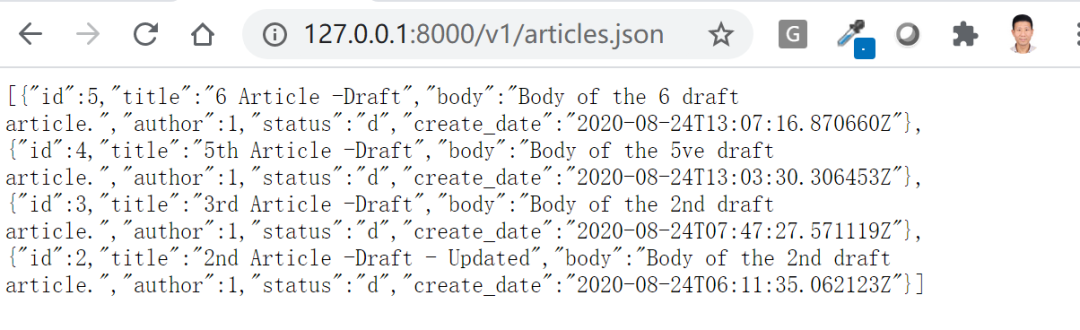 127.0.0.1:8000/v1/articles.json
G
[{"id":5,"title":"6 Article -Draft","body":"Body of the 6 draft
article.","author":1,"status":"d","create_date":"2020-08-24T13:07:16.870660Z"},
{"id":4,"title":"5th Article -Draft","body":"Body of the 5ve draft
article.","author":1,"status":"d","create_date":"2020-08-24T13:03:30.306453Z"},
{"id":3,"title":"3rd Article -Draft","body":"Body of the 2nd draft
article.","author":1,"status":"d","create_date":"2020-08-24T07:47:27.571119Z"},
{"id":2,"title":"2nd Article -Draft - Updated","body":"Body of the 2nd draft
article.","author":1,"status":"d","create_date":"2020-08-24T06:11:35.062123Z"}]